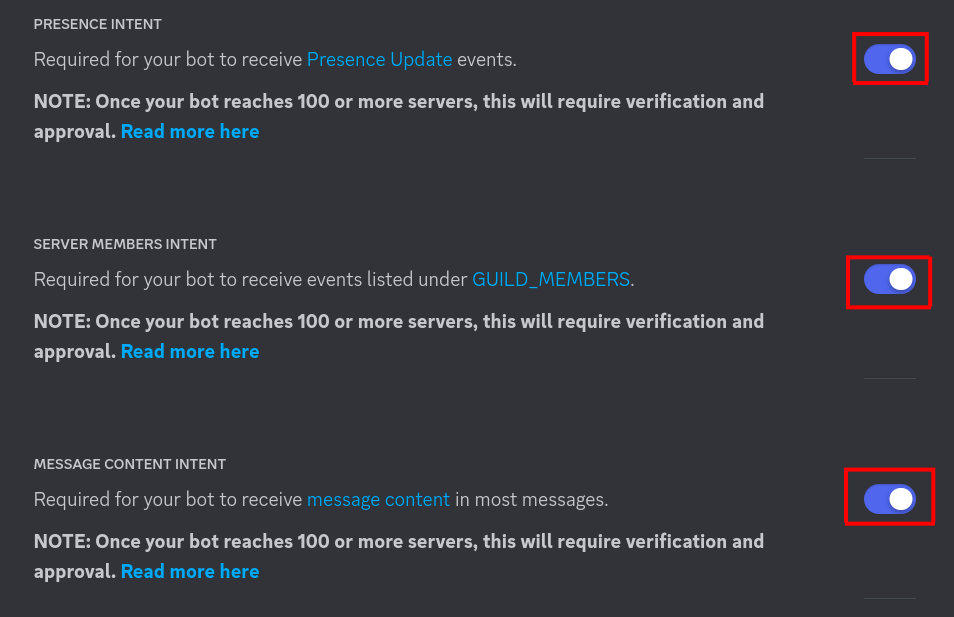 PRESENCE INTENT
Required for your bot to receive Presence Update events.
NOTE: Once your bot reaches 100 or more servers, this will require verification and
approval. Read more here
SERVER MEMBERS INTENT
Required for your bot to receive events listed under GUILD_MEMBERS.
NOTE: Once your bot reaches 100 or more servers, this will require verification and
approval. Read more here
MESSAGE CONTENT INTENT
Required for your bot to receive message content in most messages.
NOTE: Once your bot reaches 100 or more servers, this will require verification and
approval. Read more here